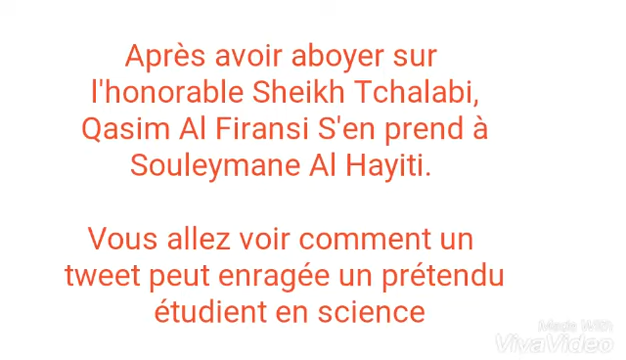 Après avoir aboyer sur
l'honorable Sheikh Tchalabi,
Qasim Al Firansi S'en prend à
Souleymane Al Hayiti.
Vous allez voir comment un
tweet peut enragée un prétendu
étudient en science
Made With
VivaVideo